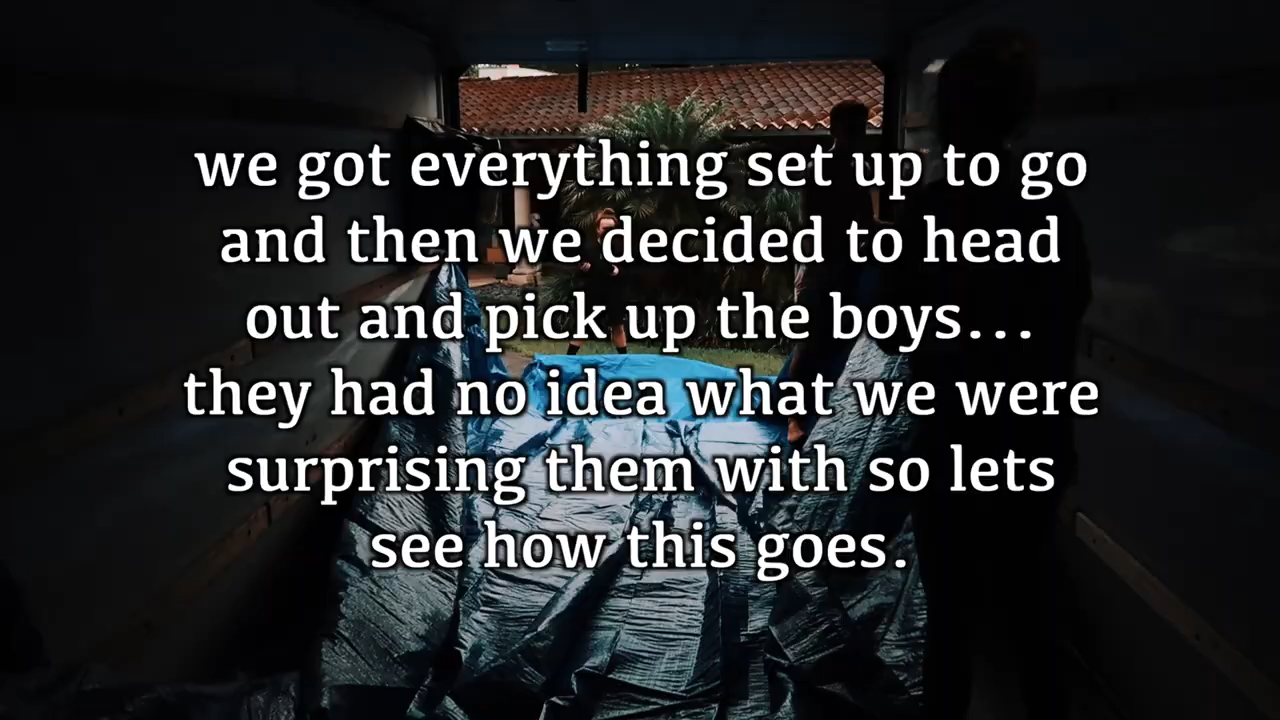 we got everything set up to go
and then we decided to head
out and pick up the boys...
they had no idea what we were
surprising them with so lets
see how this goes.